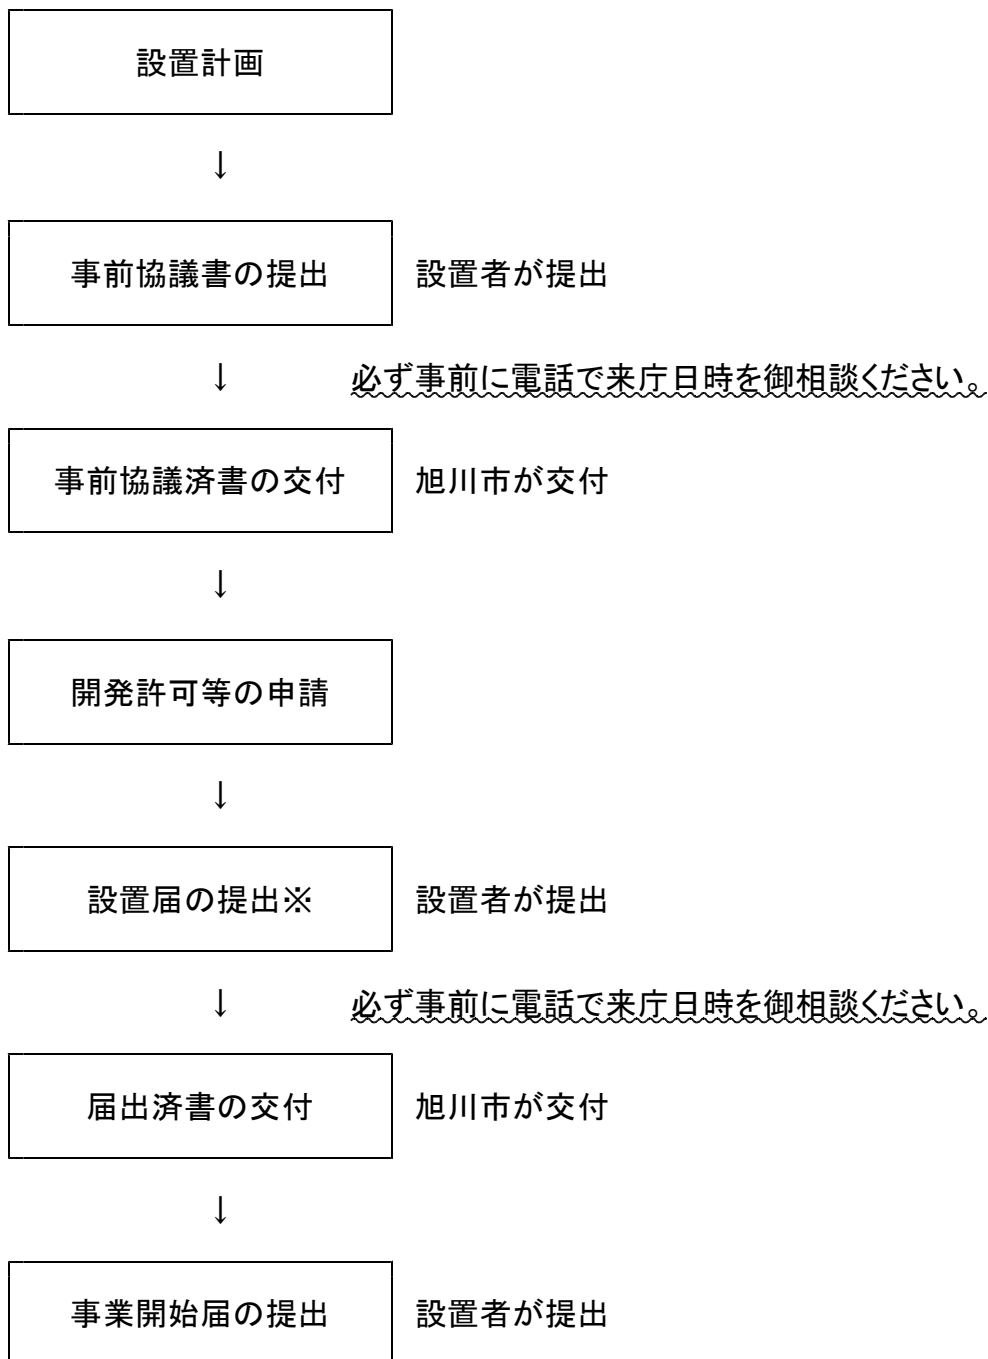 設置計画
↓
事前協議書の提出 設置者が提出
↓ 必ず事前に電話で来庁日時を御相談ください。
事前協議済書の交付 旭川市が交付
↓
開発許可等の申請
↓
設置届の提出※ 設置者が提出
↓ 必ず事前に電話で来庁日時を御相談ください。
届出済書の交付 旭川市が交付
↓
事業開始届の提出 設置者が提出